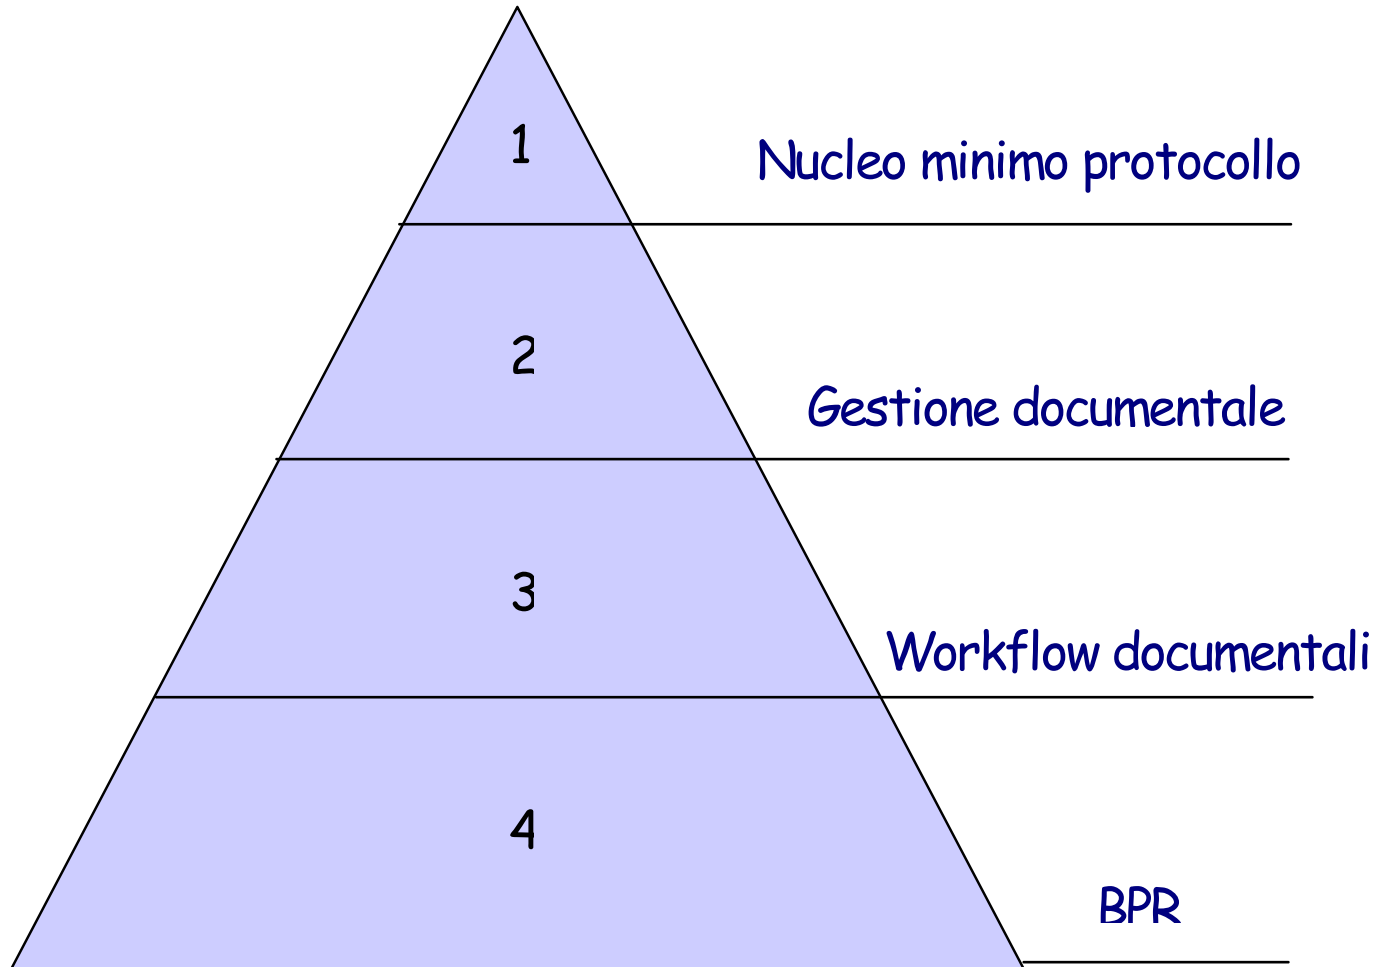 1
Nucleo minimo protocollo
2
Gestione documentale
3
Workflow documentali
4
BPR